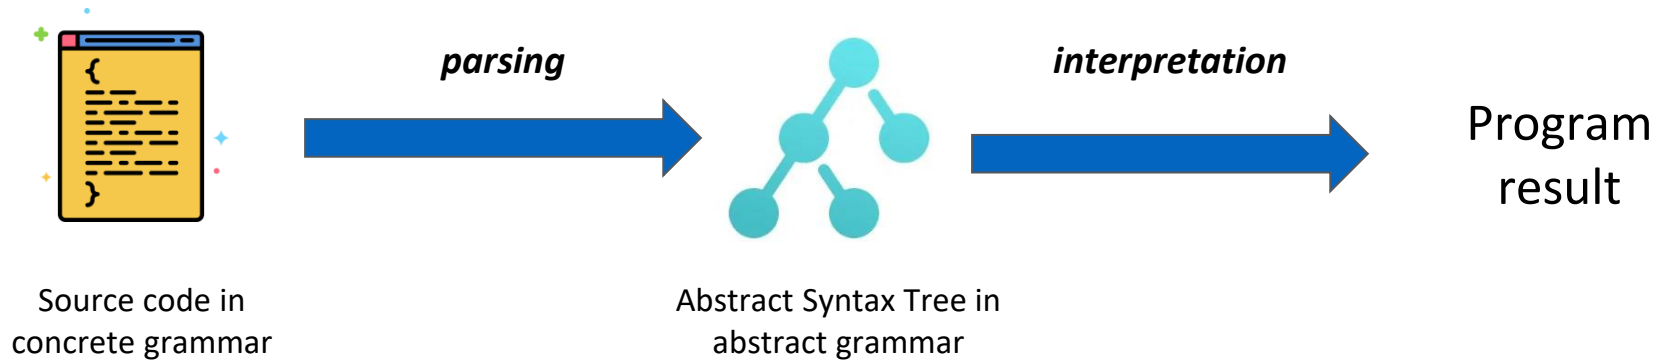 parsing
interpretation
Program
result
{
}
Source code in
concrete grammar
Abstract Syntax Tree in
abstract grammar